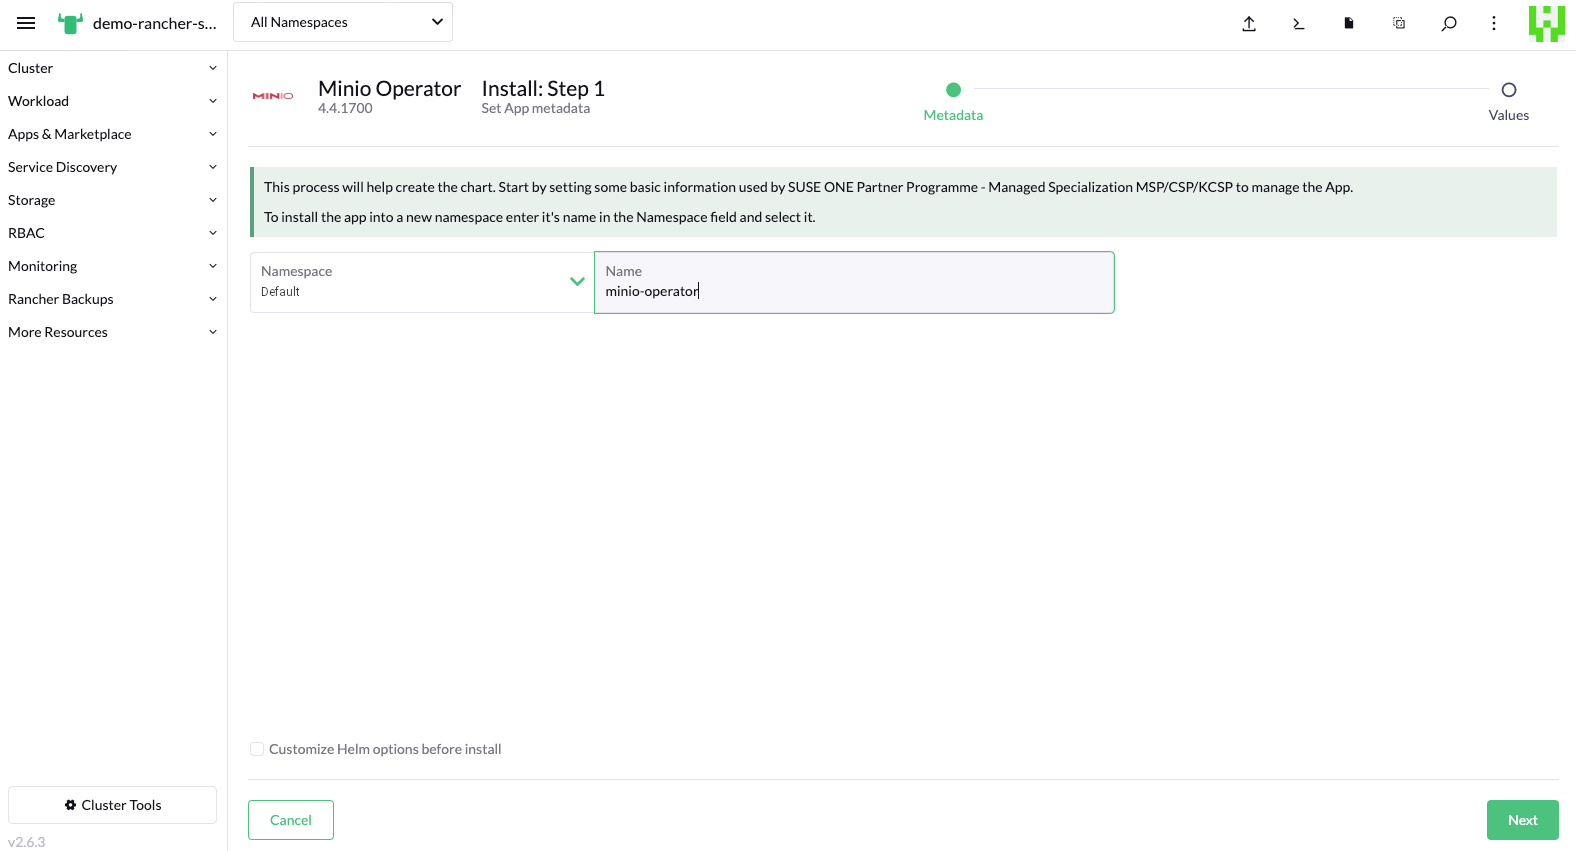 demo-rancher-s...
All Namespaces
Cluster
Workload
Apps & Marketplace
Service Discovery
Storage
RBAC
Monitoring
Rancher Backups
More Resources
Cluster Tools
v2.6.3
MINIO
Minio Operator
4.4.1700
Install: Step 1
Set App metadata
Metadata
Values
This process will help create the chart. Start by setting some basic information used by SUSE ONE Partner Programme - Managed Specialization MSP/CSP/KCSP to manage the App.
To install the app into a new namespace enter it's name in the Namespace field and select it.
Namespace
Default
Name
minio-operator
Customize Helm options before install
Cancel
Next